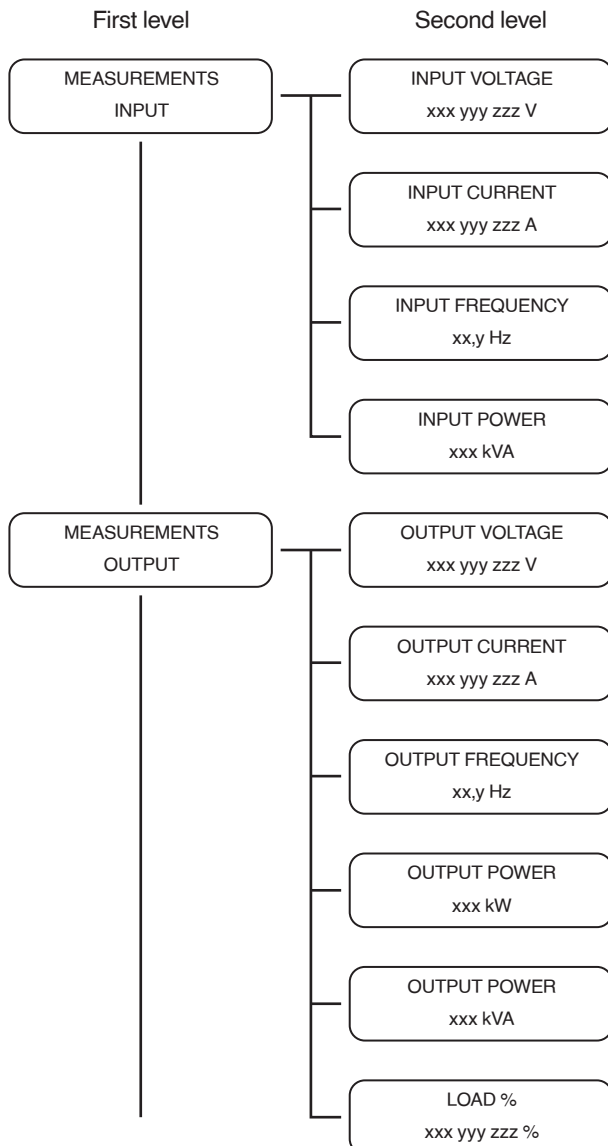 First level
Second level
MEASUREMENTS
INPUT
INPUT VOLTAGE
xxx yyy zzz V
INPUT CURRENT
xxx yyy zzz A
INPUT FREQUENCY
xx,y Hz
INPUT POWER
xxx kVA
MEASUREMENTS
OUTPUT
OUTPUT VOLTAGE
xxx yyy zzz V
OUTPUT CURRENT
xxx yyy zzz A
OUTPUT FREQUENCY
xx,y Hz
OUTPUT POWER
xxx kW
OUTPUT POWER
xxx kVA
LOAD %
xxx yyy zzz %